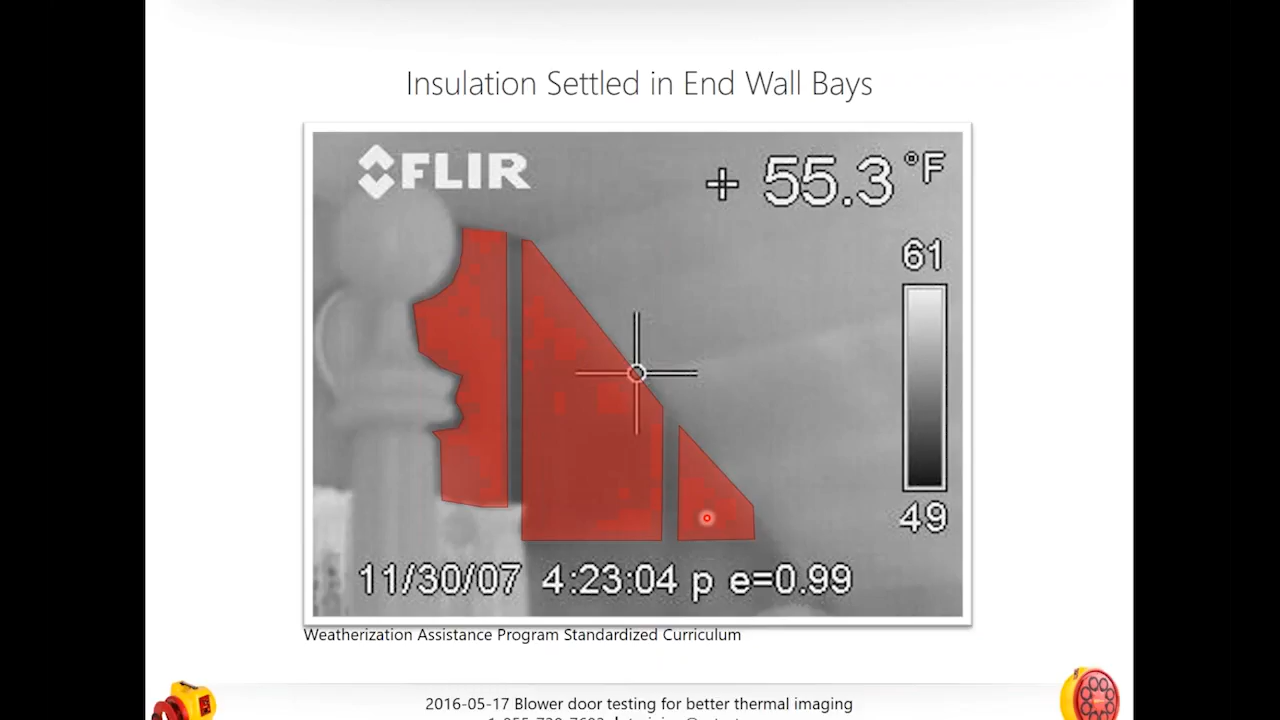 Insulation Settled in End Wall Bays
FLIR
+ 55.3 °F
61
49
11/30/07 4:23:04 p e=0.99
Weatherization Assistance Program Standardized Curriculum
2016-05-17 Blower door testing for better thermal imaging